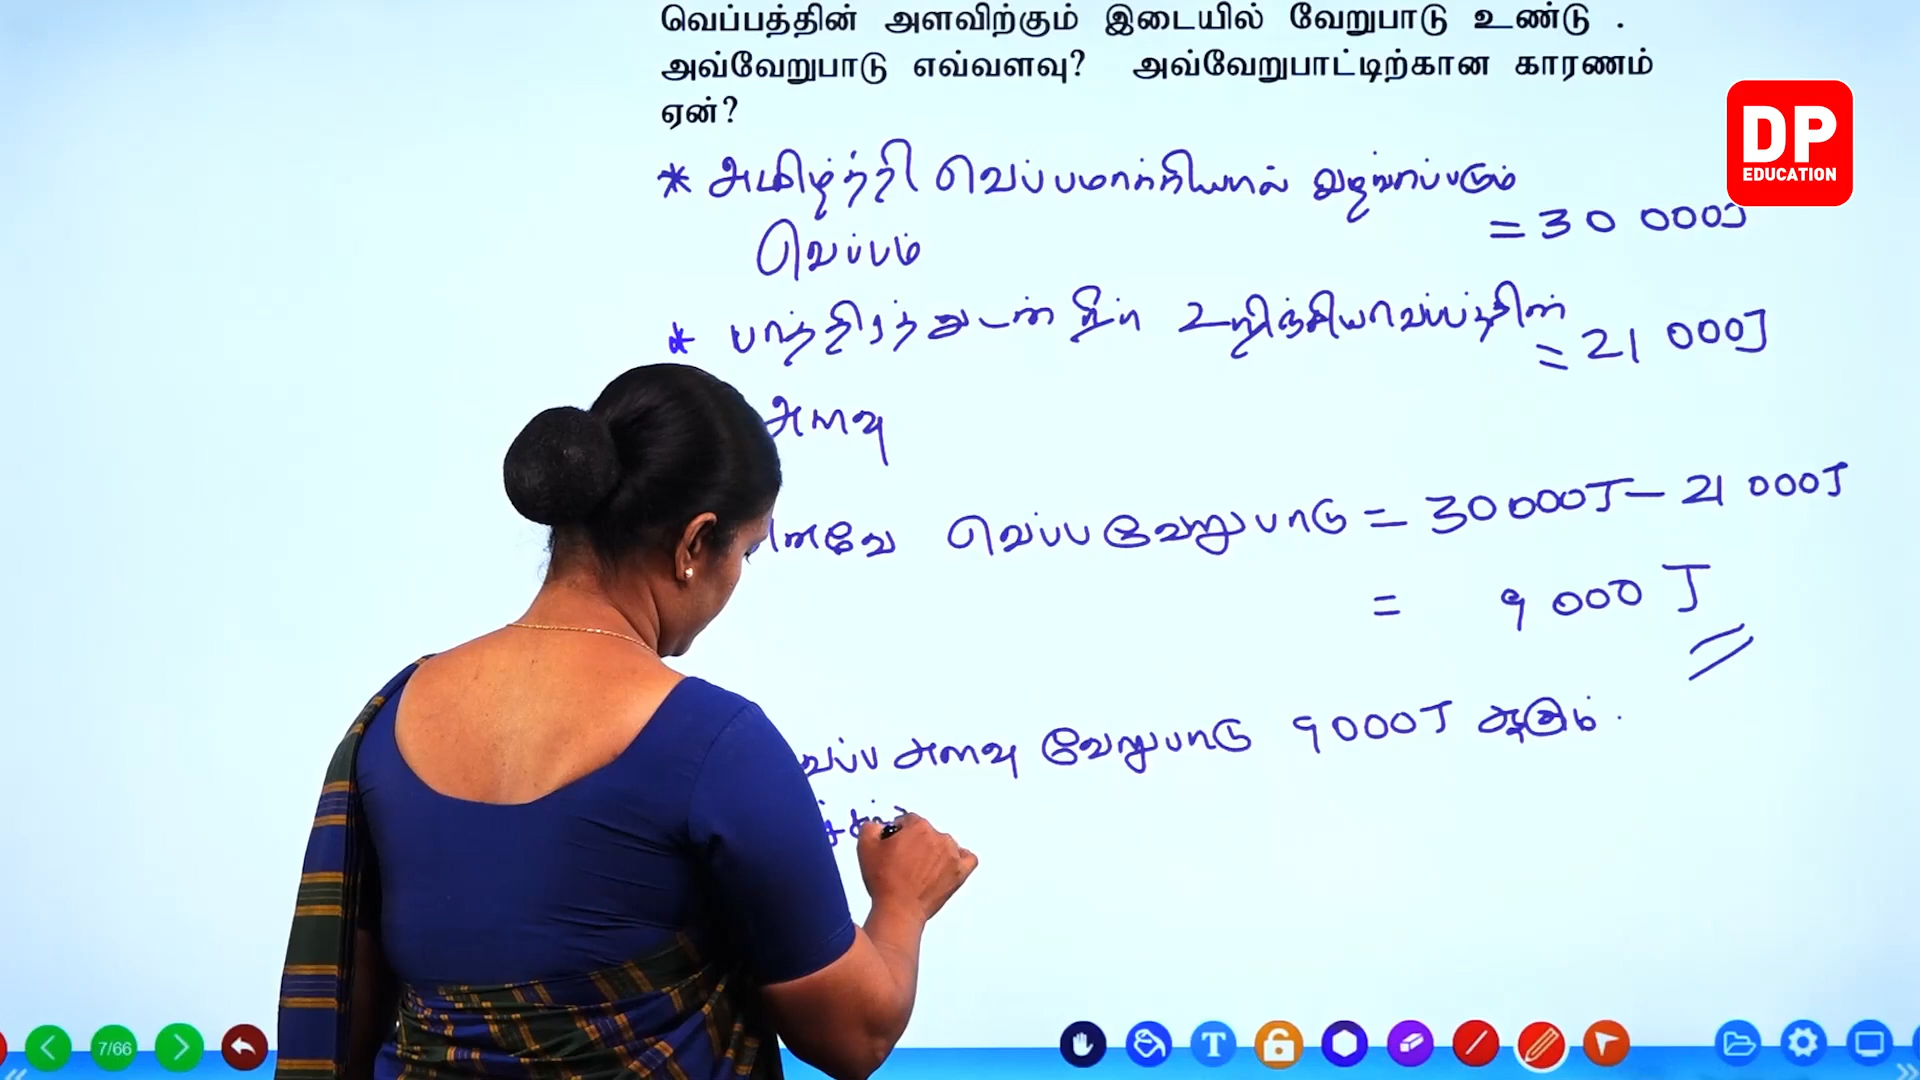 வெப்பத்தின் அளவிற்கும் இடையில் வேறுபாடு உண்டு .
அவ்வேறுபாடு எவ்வளவு? அவ்வேறுபாட்டிற்கான காரணம்
ஏன்?
DP
EDUCATION
* அமிழ்த்தி வெப்பமாக்கியால் வழங்கப்படும்
வெப்பம் = 30 000J
* பாத்திரத்துடன் நீர் உறிஞ்சிய வெப்பத்தின்
அளவு = 21 000J
வெப்ப வேறுபாடு = 30 000J – 21 000J
= 9 000 J
அளவு வேறுபாடு 9000J ஆகும்.
7/66
T